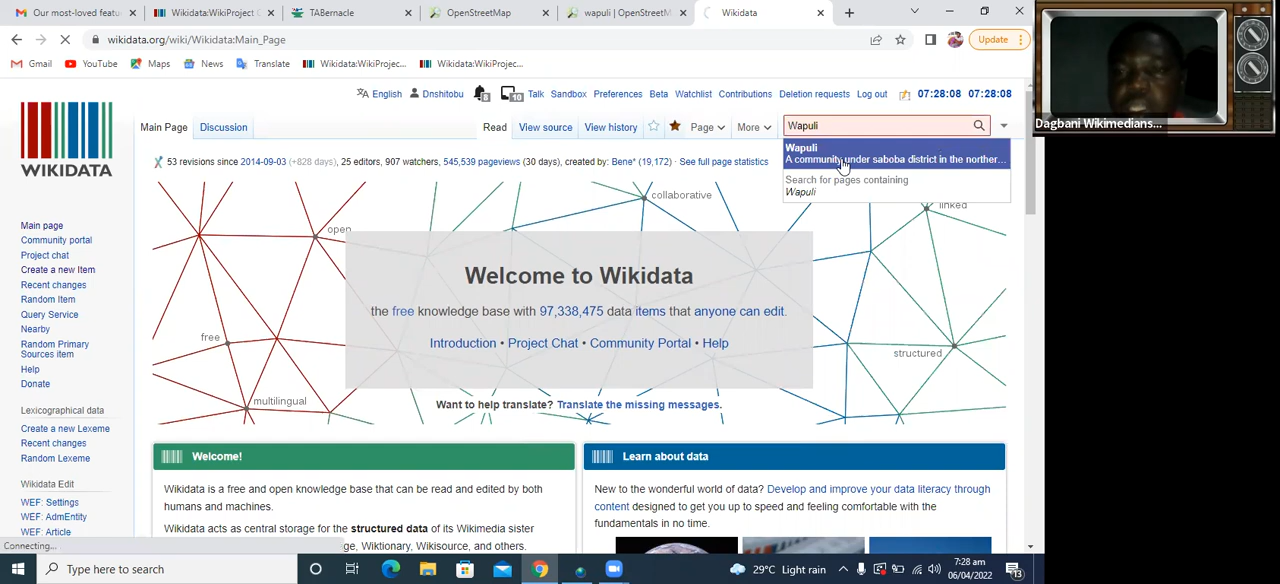 Our most-loved featu
Wikidata:WikiProject G
TABernacle
OpenStreetMap
wapuli | OpenStreetM
Wikidata
wikidata.org/wiki/Wikidata:Main_Page
Update
Gmail
YouTube
Maps
News
Translate
Wikidata:WikiProjec...
Wikidata:WikiProjec...
Dagbani Wikimedians...
WIKIDATA
English
Dnshitobu
8
10
Talk
Sandbox
Preferences
Beta
Watchlist
Contributions
Deletion requests
Log out
07:28:08
07:28:08
Main Page
Discussion
Read
View source
View history
Page
More
Wapuli
Wapuli
A community under saboba district in the norther...
Search for pages containing
Wapuli
53 revisions since 2014-09-03 (+828 days), 25 editors, 907 watchers, 545,539 pageviews (30 days), created by: Bene* (19,172) · See full page statistics
Main page
Community portal
Project chat
Create a new Item
Recent changes
Random Item
Query Service
Nearby
Random Primary
Sources item
Help
Donate
Lexicographical data
Create a new Lexeme
Recent changes
Random Lexeme
Wikidata Edit
WEF: Settings
WEF: AdmEntity
WEF: Article
collaborative
linked
open
free
structured
multilingual
Welcome to Wikidata
the free knowledge base with 97,338,475 data items that anyone can edit.
Introduction • Project Chat • Community Portal • Help
Want to help translate? Translate the missing messages.
Welcome!
Wikidata is a free and open knowledge base that can be read and edited by both
humans and machines.
Wikidata acts as central storage for the structured data of its Wikimedia sister
ge, Wiktionary, Wikisource, and others.
Learn about data
New to the wonderful world of data? Develop and improve your data literacy through
content designed to get you up to speed and feeling comfortable with the
fundamentals in no time.
Connecting...
Type here to search
29°C Light rain
7:28 am
06/04/2022
13